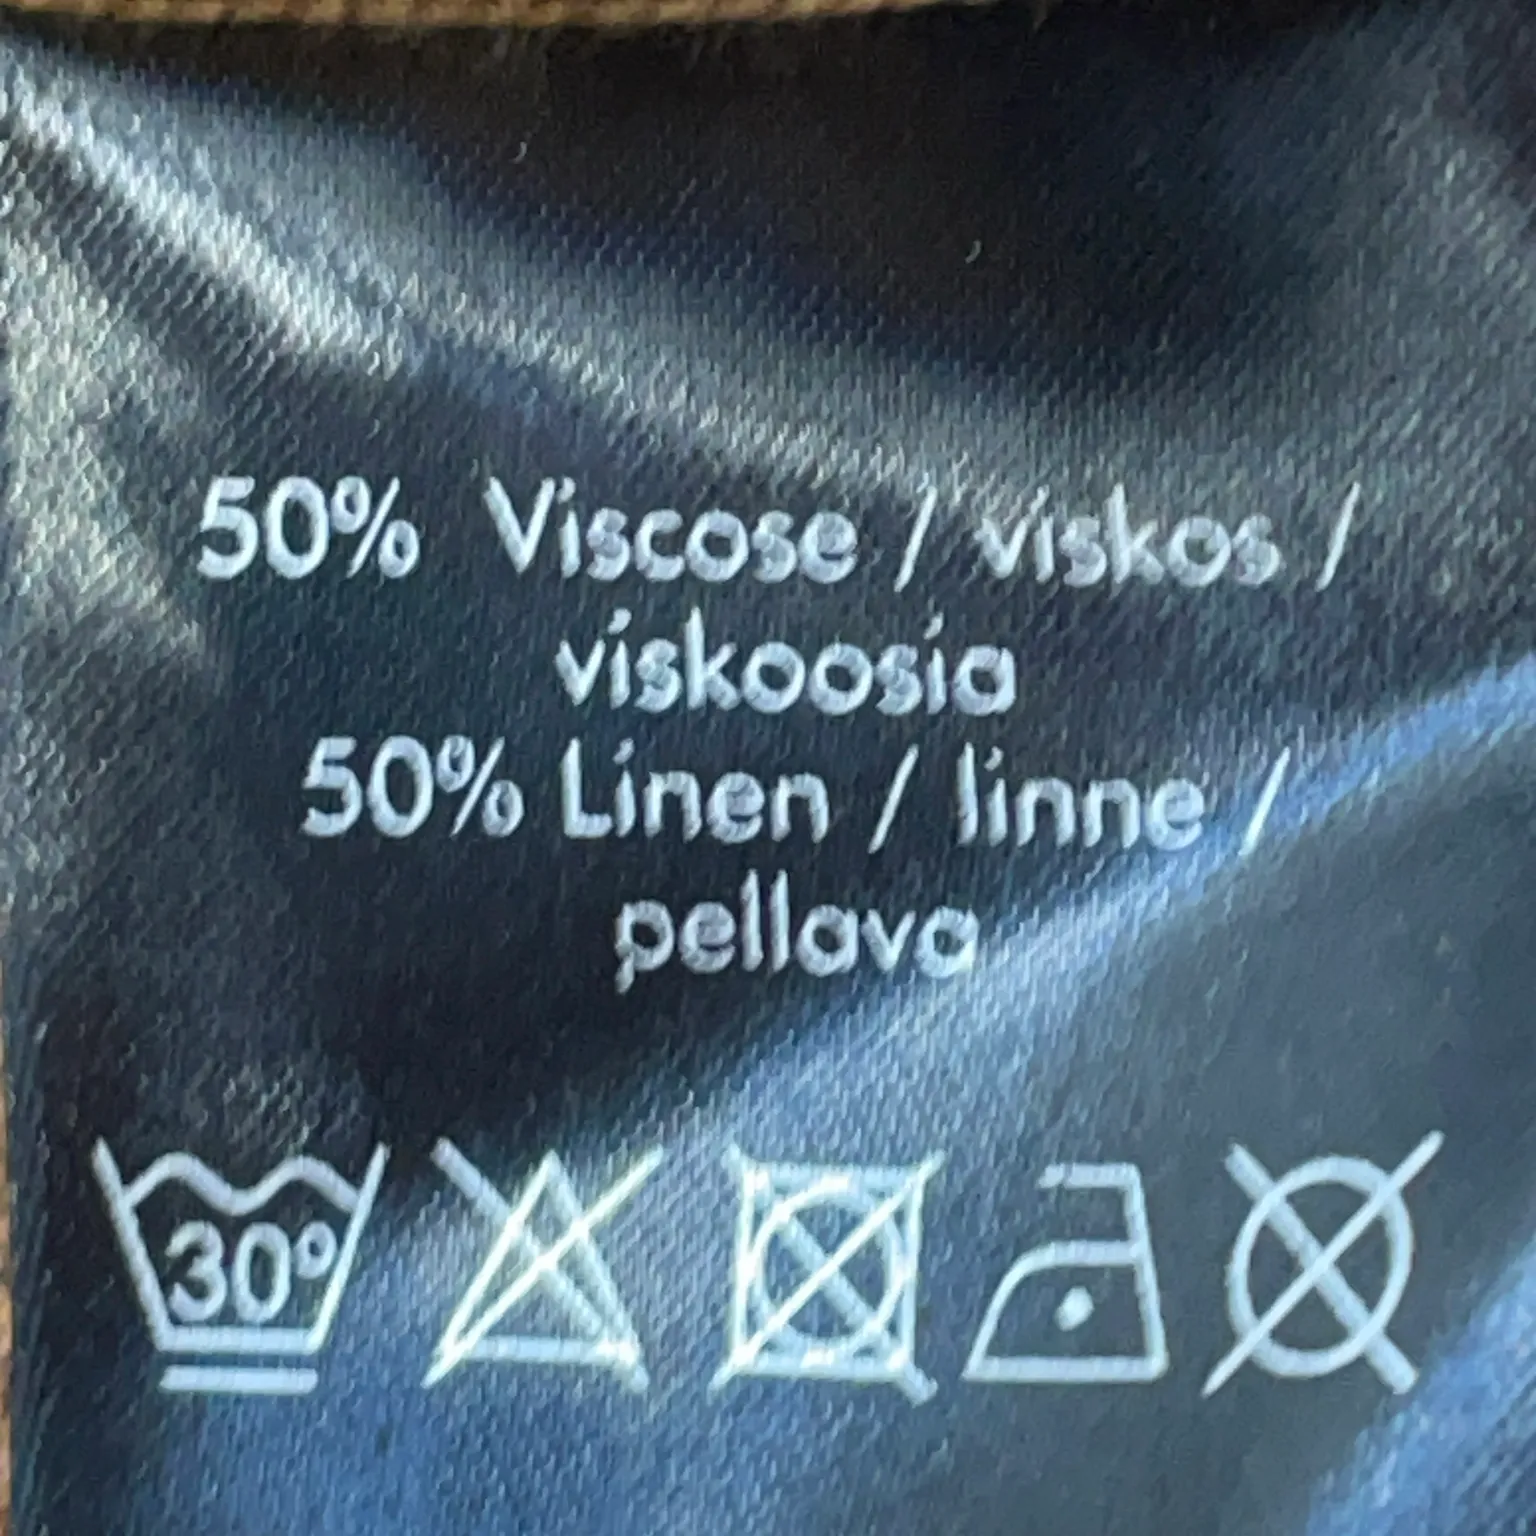 50% Viscose / viskos /
viskoosia
50% Linen / linne /
pellava
30°